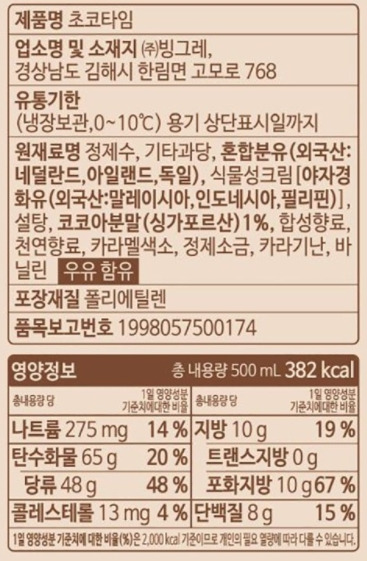 제품명 초코타임
업소명 및 소재지 ㈜빙그레,
경상남도 김해시 한림면 고모로 768
유통기한
(냉장보관,0~10℃) 용기 상단표시일까지
원재료명 정제수, 기타과당, 혼합분유(외국산:
네덜란드,아일랜드,독일), 식물성크림[야자경
화유(외국산:말레이시아,인도네시아,필리핀)],
설탕, 코코아분말(싱가포르산)1%, 합성향료,
천연향료, 카라멜색소, 정제소금, 카라기난, 바
닐린 우유 함유
포장재질 폴리에틸렌
품목보고번호 1998057500174
영양정보 총 내용량 500 mL 382 kcal
총내용량 당 1일 영양성분 기준치에 대한 비율 총내용량 당 1일 영양성분 기준치에 대한 비율
나트륨 275 mg 14 % 지방 10 g 19 %
탄수화물 65 g 20 % 트랜스지방 0 g
당류 48 g 48 % 포화지방 10 g 67 %
콜레스테롤 13 mg 4 % 단백질 8 g 15 %
1일 영양성분 기준치에 대한 비율(%)은 2,000 kcal 기준이므로 개인의 필요 열량에 따라 다를 수 있습니다.